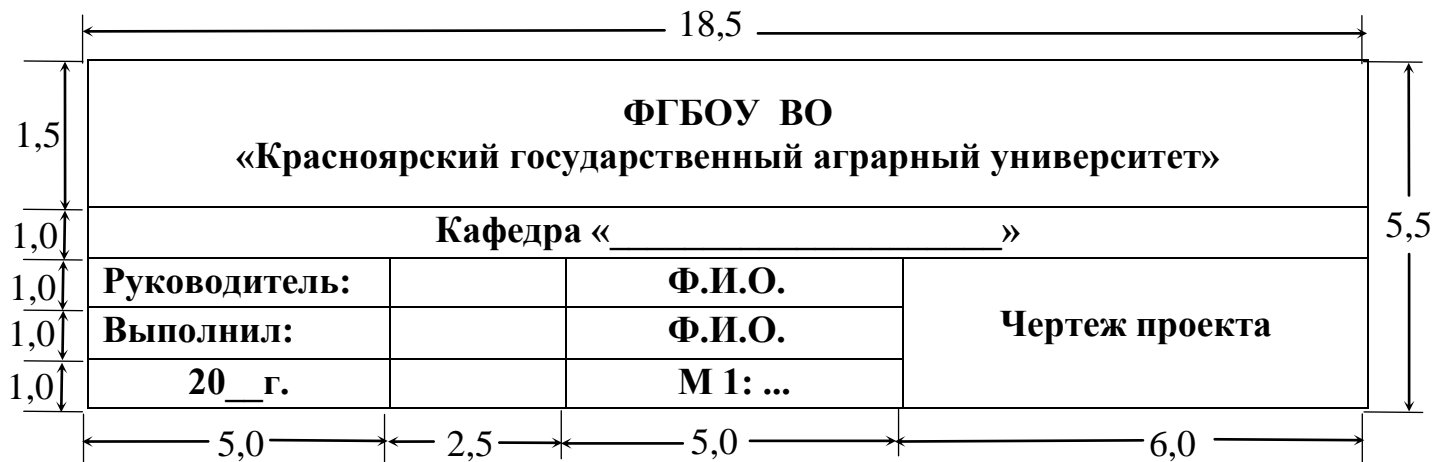 18,5
1,5
ФГБОУ ВО
«Красноярский государственный аграрный университет»
5,5
1,0
Кафедра «_____________________»
1,0
Руководитель:
Ф.И.О.
Чертеж проекта
1,0
Выполнил:
Ф.И.О.
1,0
20__г.
М 1: ...
5,0
2,5
5,0
6,0